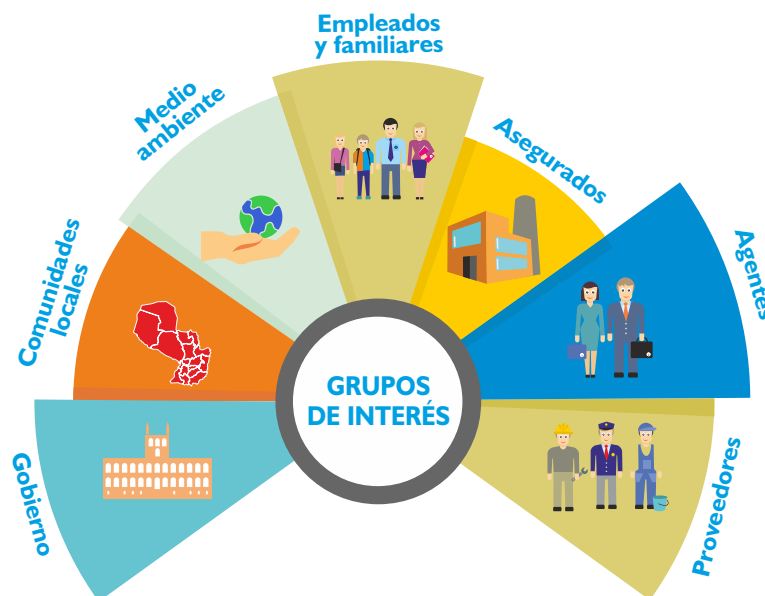 Empleados
y familiares
Medio
ambiente
Asegurados
Comunidades
locales
Agentes
GRUPOS
DE INTERÉS
Gobierno
Proveedores